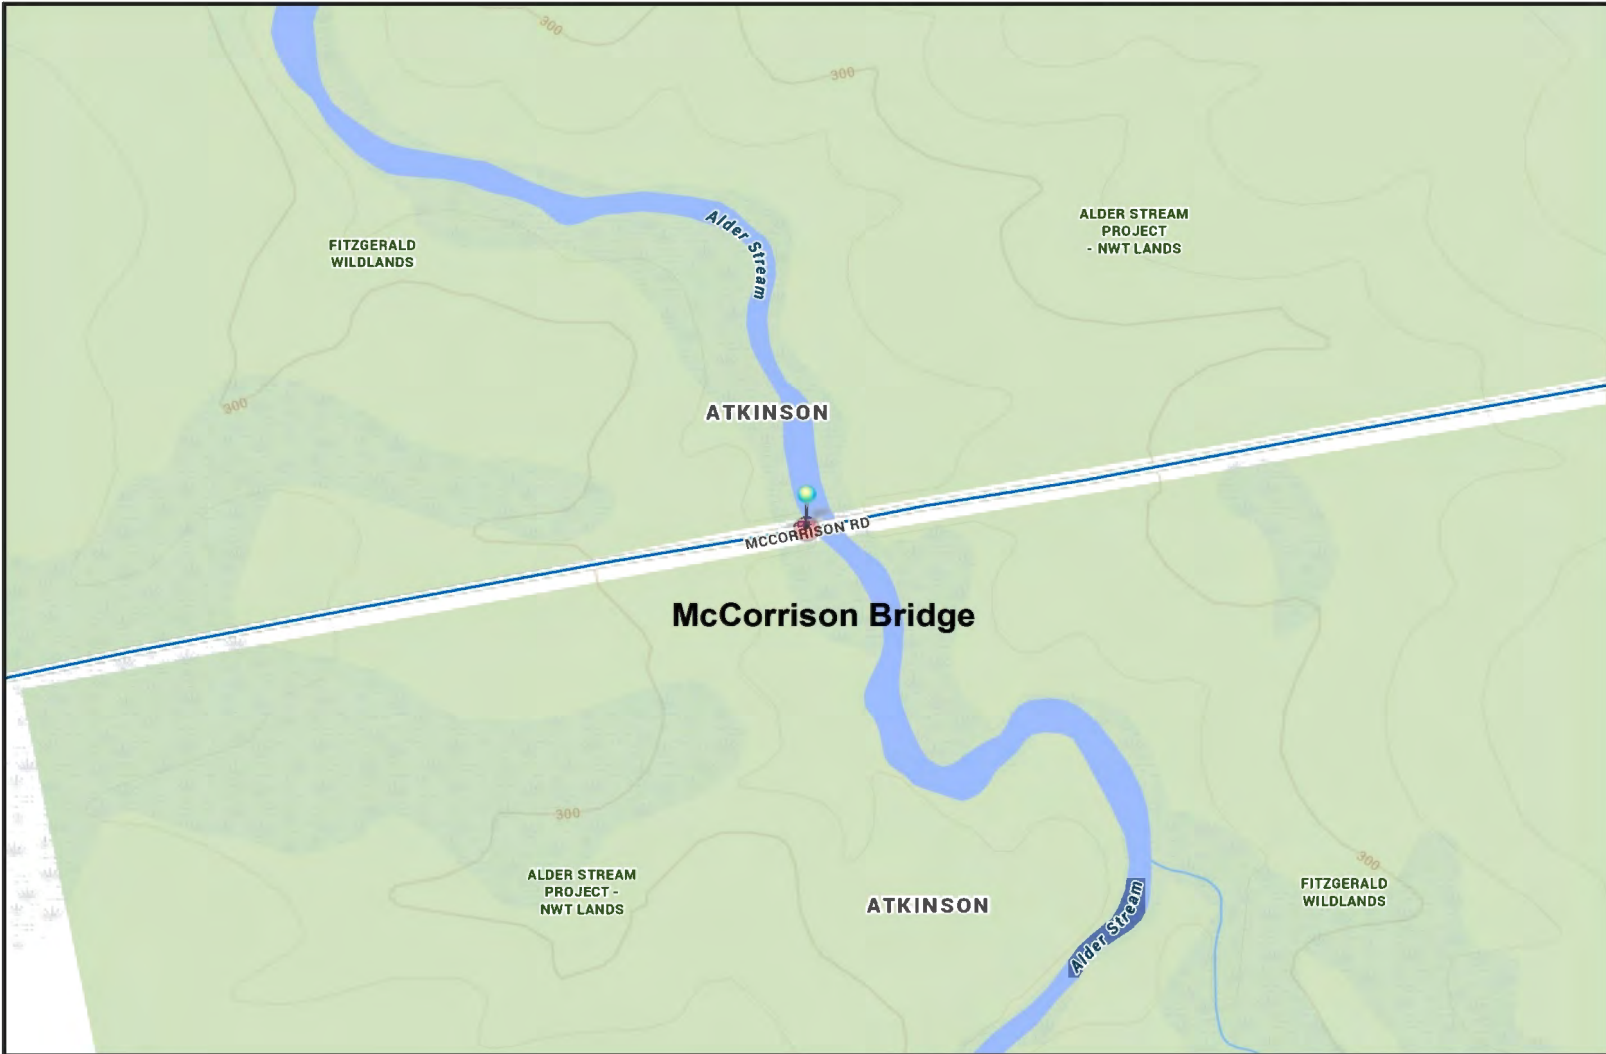 300
300
Alder Stream
ALDER STREAM
PROJECT
- NWT LANDS
FITZGERALD
WILDLANDS
300
ATKINSON
MCCORRISON RD
McCorrison Bridge
300
ALDER STREAM
PROJECT -
NWT LANDS
ATKINSON
Alder Stream
300
FITZGERALD
WILDLANDS